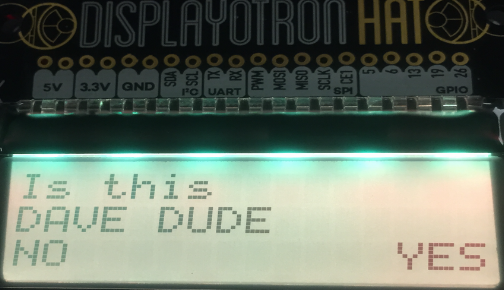 DISPLAYOTRON HAT
5V 3.3V GND SDA SCL TX RX PWM MOSI MISO SCLK CE1 5 6 13 19 26
I²C UART SPI GPIO
Is this
DAVE DUDE
NO YES